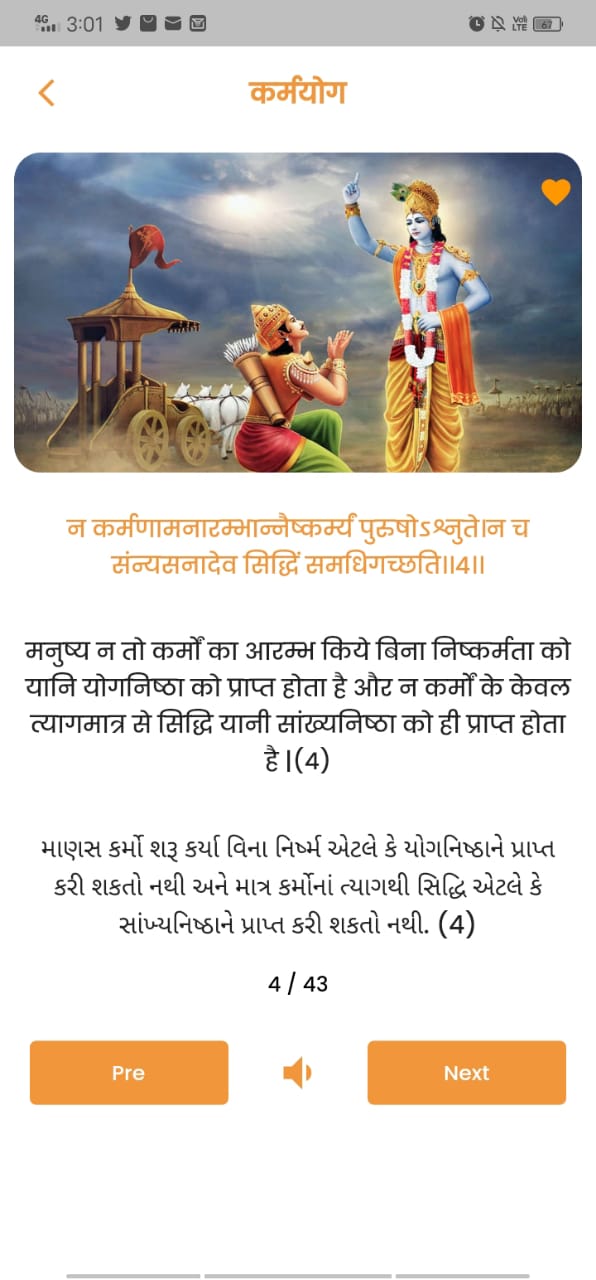 4G 3:01 Vo)) LTE 67
कर्मयोग
न कर्मणामनारम्भान्नैष्कर्म्यं पुरुषोऽश्नुते।न च
संन्यसनादेव सिद्धिं समधिगच्छति॥4॥
मनुष्य न तो कर्मों का आरम्भ किये बिना निष्कर्मता को
यानि योगनिष्ठा को प्राप्त होता है और न कर्मों के केवल
त्यागमात्र से सिद्धि यानी सांख्यनिष्ठा को ही प्राप्त होता
है |(4)
માણસ કર્મો શરૂ કર્યા વિના નિર્ષ્મ એટલે કે યોગનિષ્ઠાને પ્રાપ્ત
કરી શકતો નથી અને માત્ર કર્મોનાં ત્યાગથી સિદ્ધિ એટલે કે
સાંખ્યનિષ્ઠાને પ્રાપ્ત કરી શકતો નથી. (4)
4 / 43
Pre Next